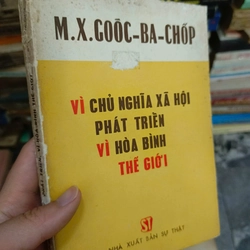 M.X.GOÓC-BA-CHỐP
VÌ CHỦ NGHĨA XÃ HỘI
PHÁT TRIỂN
VÌ HÒA BÌNH
THẾ GIỚI
ST
NHÀ XUẤT BẢN SỰ THẬT